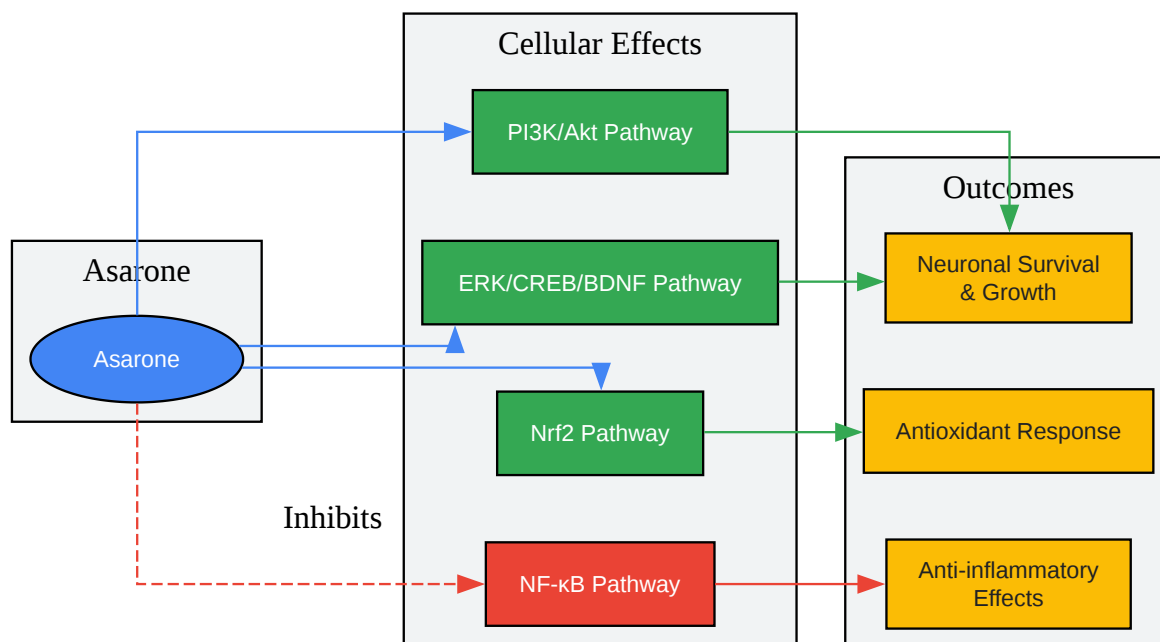 Cellular Effects
PI3K/Akt Pathway
Outcomes
Asarone
ERK/CREB/BDNF Pathway
Neuronal Survival
& Growth
Asarone
Nrf2 Pathway
Antioxidant Response
Inhibits
NF-κB Pathway
Anti-inflammatory
Effects